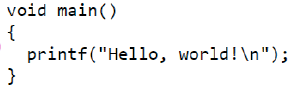 void main()
{
  printf("Hello, world!\n");
}